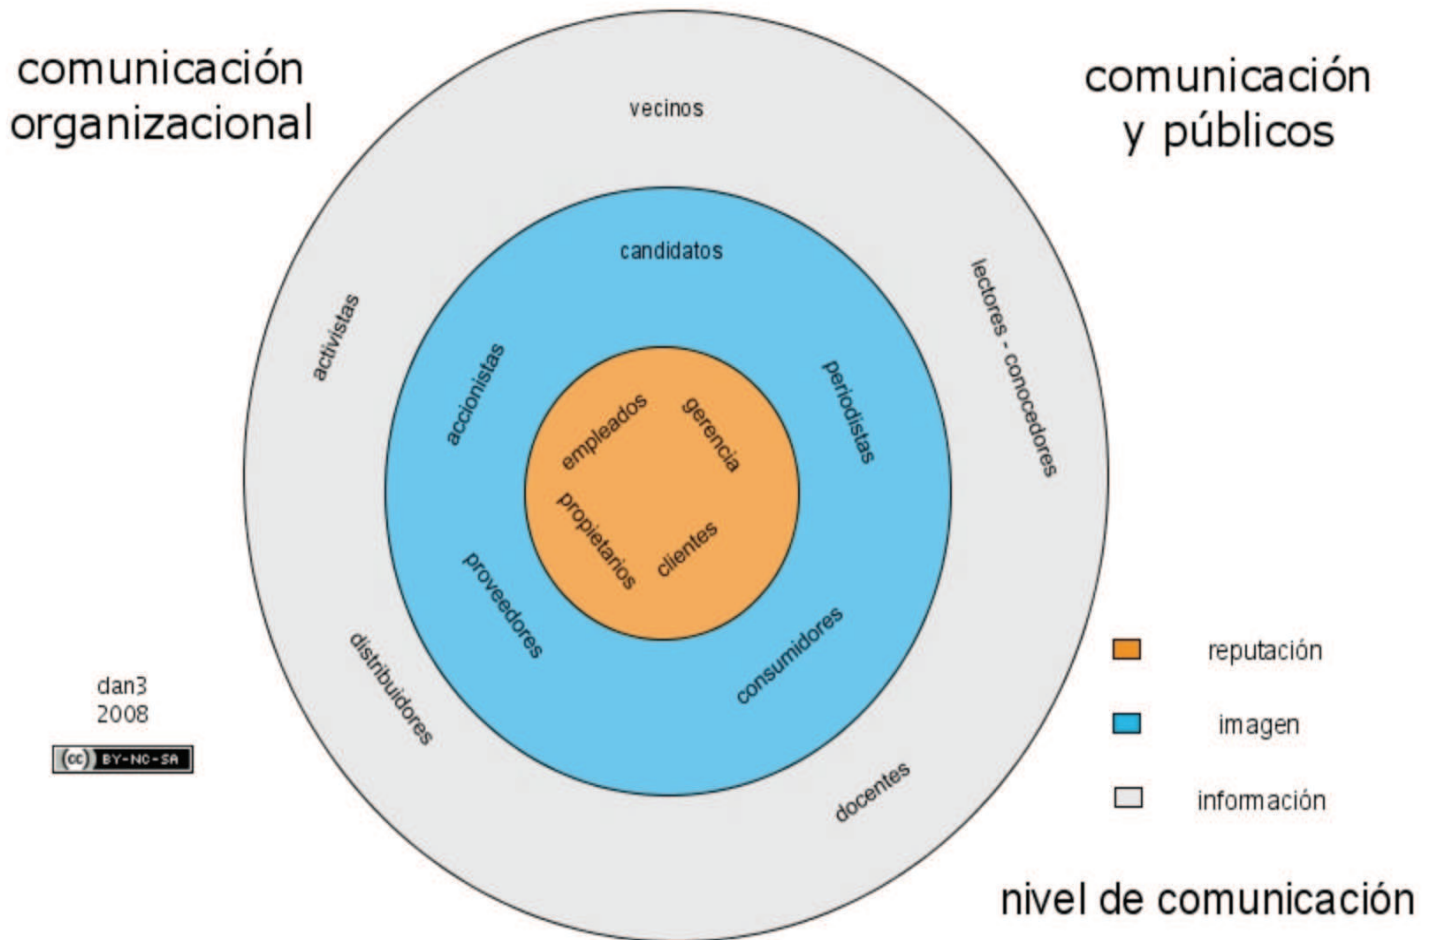 comunicación
organizacional
comunicación
y públicos
vecinos
candidatos
activistas
lectores - conocedores
accionistas
periodistas
empleados
gerencia
propietarios
clientes
proveedores
consumidores
distribuidores
docentes
dan3
2008
(cc) BY-NC-SA
reputación
imagen
información
nivel de comunicación